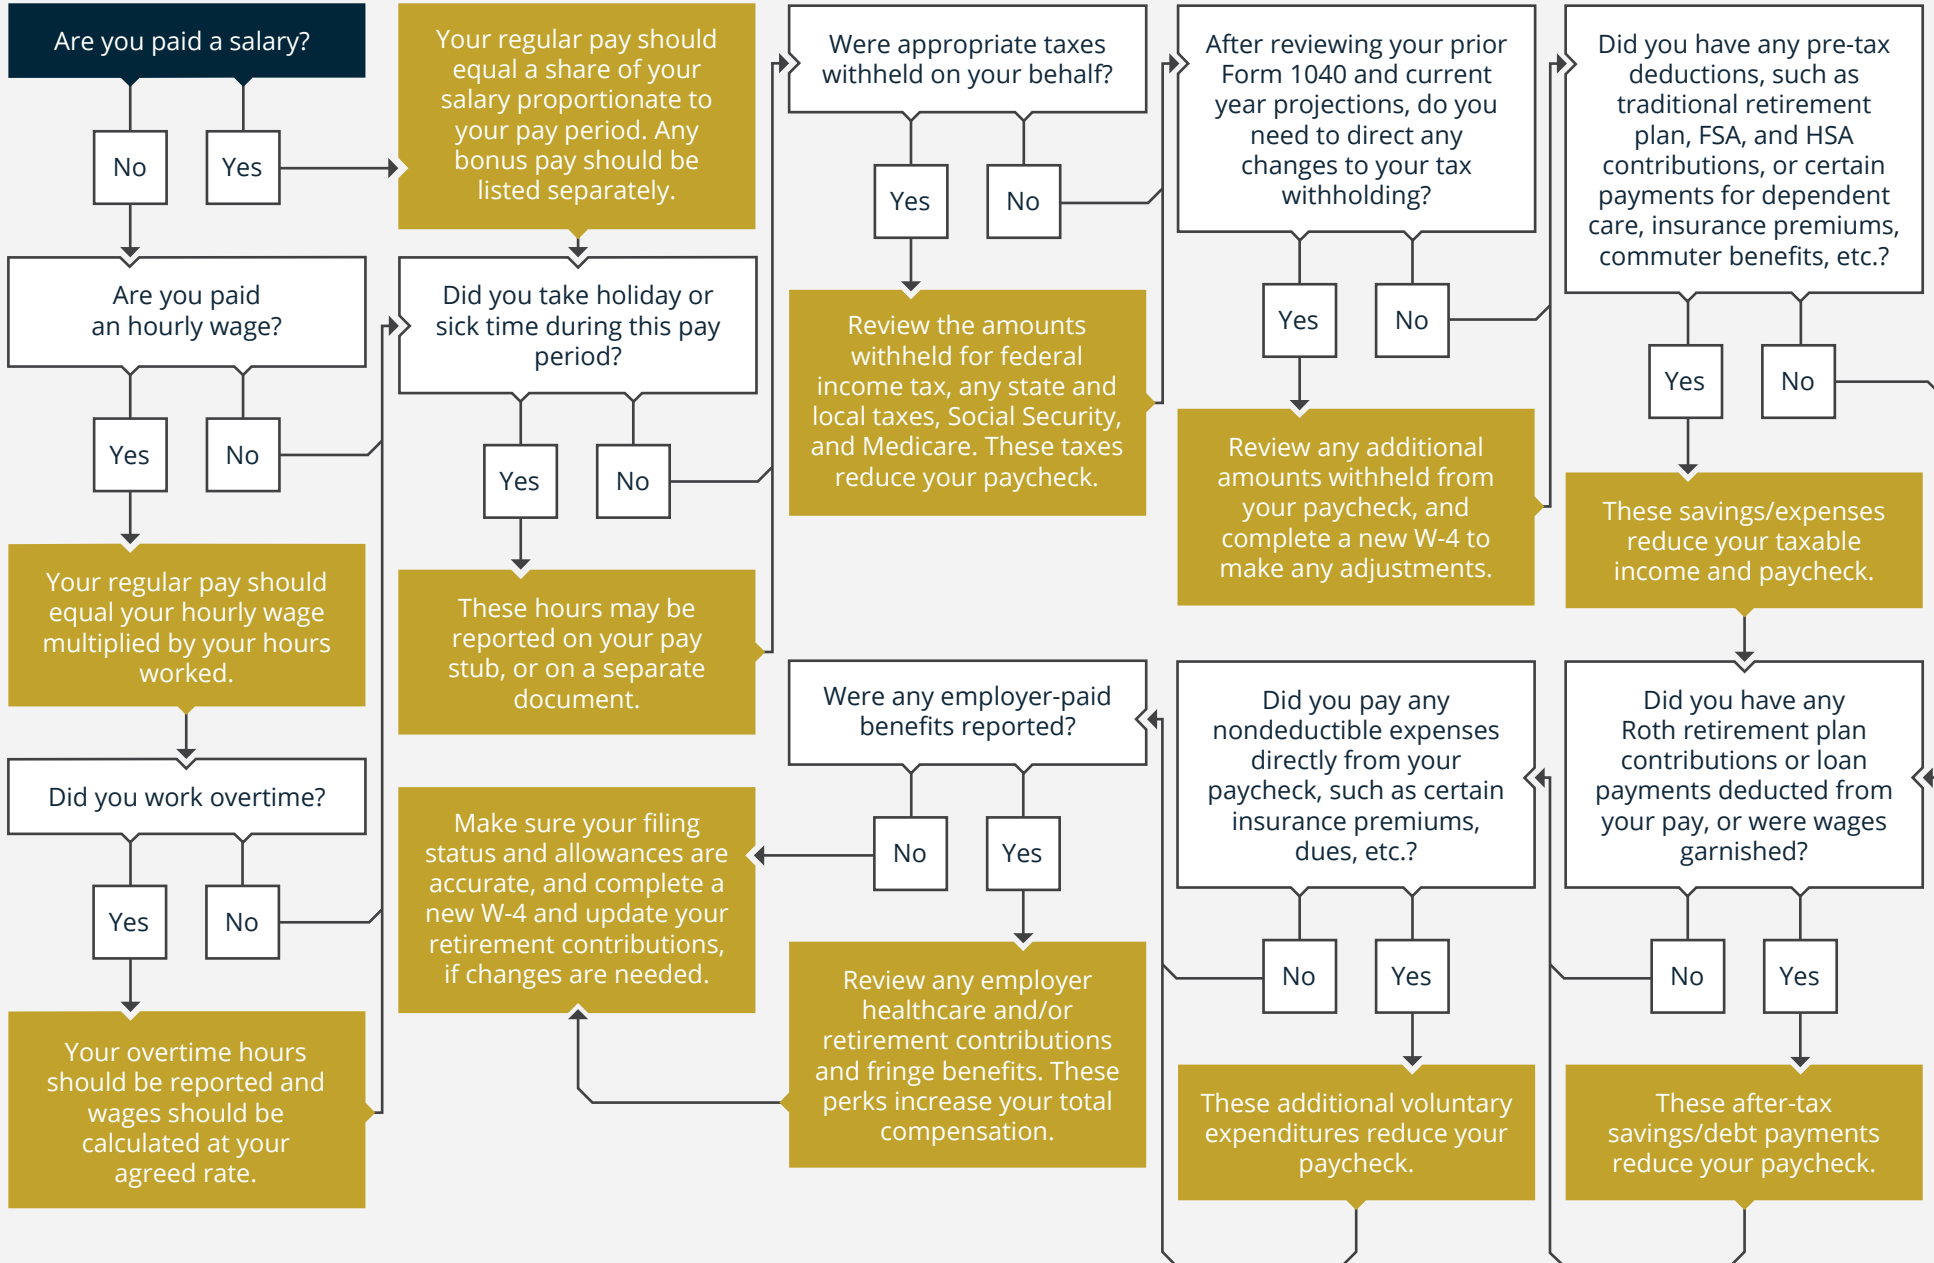 Are you paid a salary?
No
Yes
Are you paid
an hourly wage?
Yes
No
Your regular pay should
equal your hourly wage
multiplied by your hours
worked.
Did you work overtime?
Yes
No
Your overtime hours
should be reported and
wages should be
calculated at your
agreed rate.
Your regular pay should
equal a share of your
salary proportionate to
your pay period. Any
bonus pay should be
listed separately.
Did you take holiday or
sick time during this pay
period?
Yes
No
These hours may be
reported on your pay
stub, or on a separate
document.
Were appropriate taxes
withheld on your behalf?
Yes
No
Review the amounts
withheld for federal
income tax, any state and
local taxes, Social Security,
and Medicare. These taxes
reduce your paycheck.
After reviewing your prior
Form 1040 and current
year projections, do you
need to direct any
changes to your tax
withholding?
Yes
No
Review any additional
amounts withheld from
your paycheck, and
complete a new W-4 to
make any adjustments.
Did you have any pre-tax
deductions, such as
traditional retirement
plan, FSA, and HSA
contributions, or certain
payments for dependent
care, insurance premiums,
commuter benefits, etc.?
Yes
No
These savings/expenses
reduce your taxable
income and paycheck.
Did you have any
Roth retirement plan
contributions or loan
payments deducted from
your pay, or were wages
garnished?
No
Yes
These after-tax
savings/debt payments
reduce your paycheck.
Did you pay any
nondeductible expenses
directly from your
paycheck, such as certain
insurance premiums,
dues, etc.?
No
Yes
These additional voluntary
expenditures reduce your
paycheck.
Were any employer-paid
benefits reported?
No
Yes
Review any employer
healthcare and/or
retirement contributions
and fringe benefits. These
perks increase your total
compensation.
Make sure your filing
status and allowances are
accurate, and complete a
new W-4 and update your
retirement contributions,
if changes are needed.